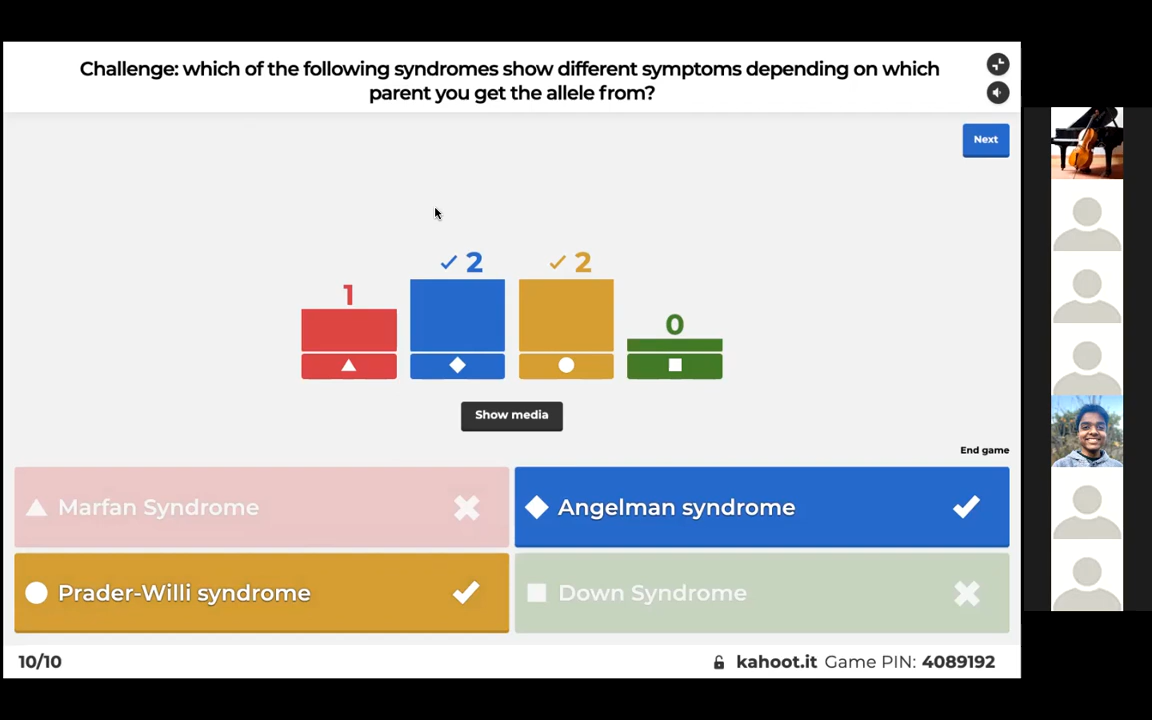 Challenge: which of the following syndromes show different symptoms depending on which
parent you get the allele from?
Next
1
2
2
0
Show media
End game
Marfan Syndrome
Angelman syndrome
Prader-Willi syndrome
Down Syndrome
10/10
kahoot.it Game PIN: 4089192